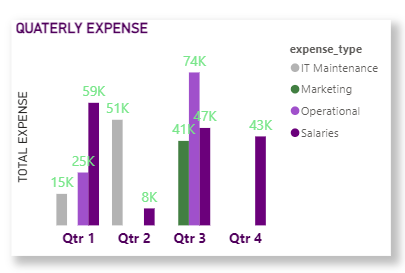 QUATERLY EXPENSE
expense_type
IT Maintenance
Marketing
Operational
Salaries
TOTAL EXPENSE
15K
25K
59K
51K
8K
41K
74K
47K
43K
Qtr 1
Qtr 2
Qtr 3
Qtr 4